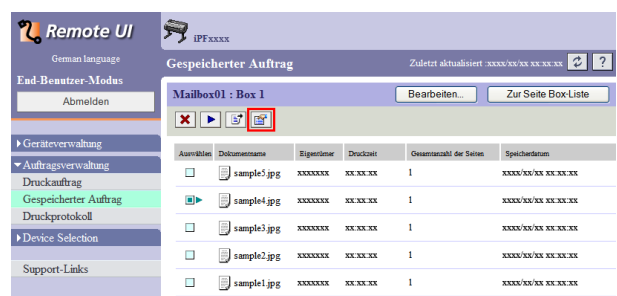 Remote UI
German language
End-Benutzer-Modus
Abmelden
Geräteverwaltung
Auftragsverwaltung
Druckauftrag
Gespeicherter Auftrag
Druckprotokoll
Device Selection
Support-Links
iPFxxxx
Gespeicherter Auftrag Zuletzt aktualisiert :xxxx/xx/xx xx:xx:xx ?
Mailbox01 : Box 1 Bearbeiten... Zur Seite Box-Liste
Auswählen Dokumentname Eigentümer Druckzeit Gesamtanzahl der Seiten Speicherdatum
sample5.jpg xxxxxxx xx:xx:xx 1 xxxx/xx/xx xx:xx:xx
sample4.jpg xxxxxxx xx:xx:xx 1 xxxx/xx/xx xx:xx:xx
sample3.jpg xxxxxxx xx:xx:xx 1 xxxx/xx/xx xx:xx:xx
sample2.jpg xxxxxxx xx:xx:xx 1 xxxx/xx/xx xx:xx:xx
sample1.jpg xxxxxxx xx:xx:xx 1 xxxx/xx/xx xx:xx:xx